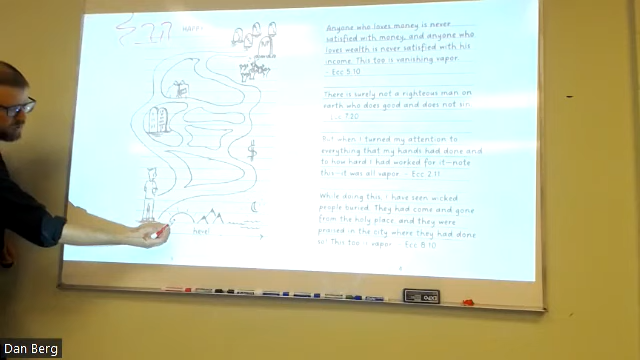 HAPPY
hevel
Anyone who loves money is never
satisfied with money, and anyone who
loves wealth is never satisfied with his
income. This too is vanishing vapor.
- Ecc 5:10
There is surely not a righteous man on
earth who does good and does not sin.
7:20
But when I turned my attention to
everything that my hands had done and
to how hard I had worked for it—note
this—it was all vapor - Ecc 2:11
While doing this, I have seen wicked
people buried. They had come and gone
from the holy place, and they were
praised in the city where they had done
so! This too is vapor. Ecc 8:10
EXPO
Dan Berg